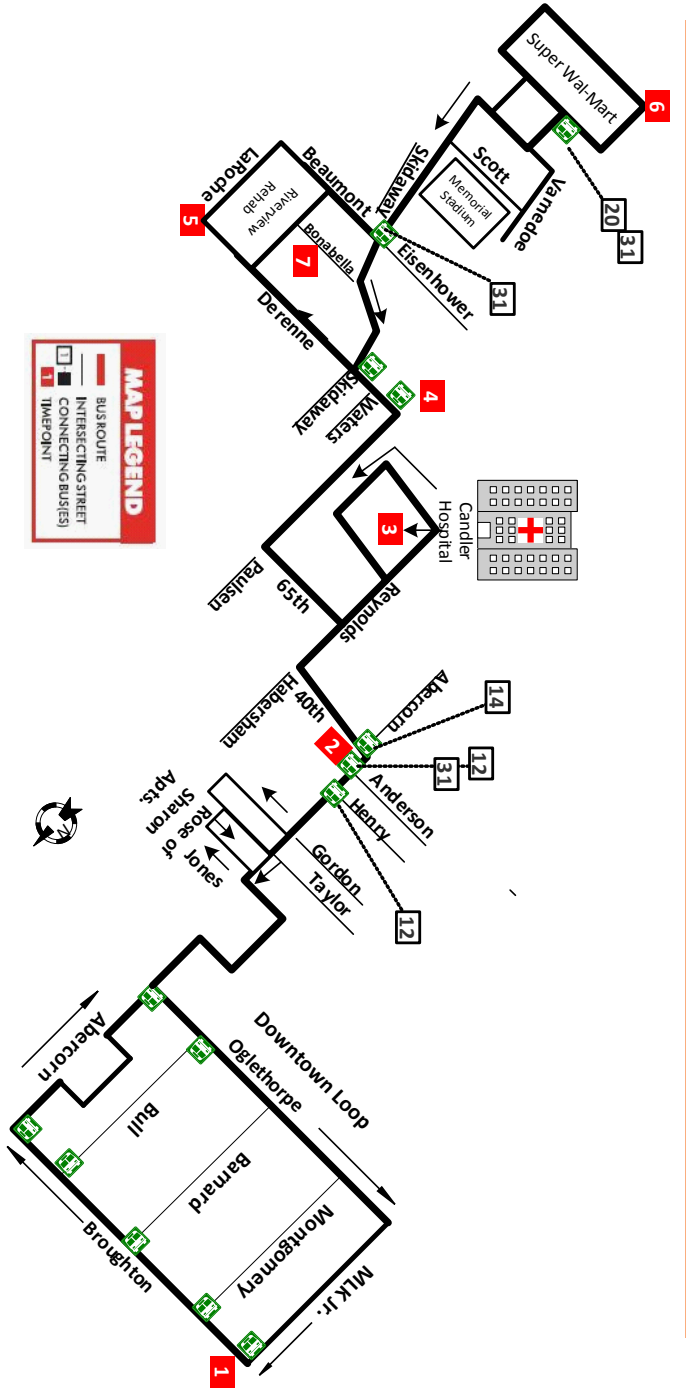 Super Wal-Mart
6
20
31
Scott
Varnedoe
Memorial
Stadium
Skidaway
Beaumont
LaRoche
Riverview
Rehab
5
7
Bonabella
Eisenhower
31
Derenne
4
Skidaway
Waters
MAP LEGEND
BUS ROUTE
INTERSECTING STREET
1 - CONNECTING BUS(ES)
1 TIMEPOINT
Candler
Hospital
3
Paulsen
65th
Reynolds
Habersham
40th
Abercorn
14
2
12
31
Anderson
Henry
12
Sharon
Apts.
Rose of
Jones
Gordon
Taylor
N
Abercorn
Downtown Loop
Oglethorpe
Bull
Barnard
Montgomery
Broughton
MLK Jr.
1